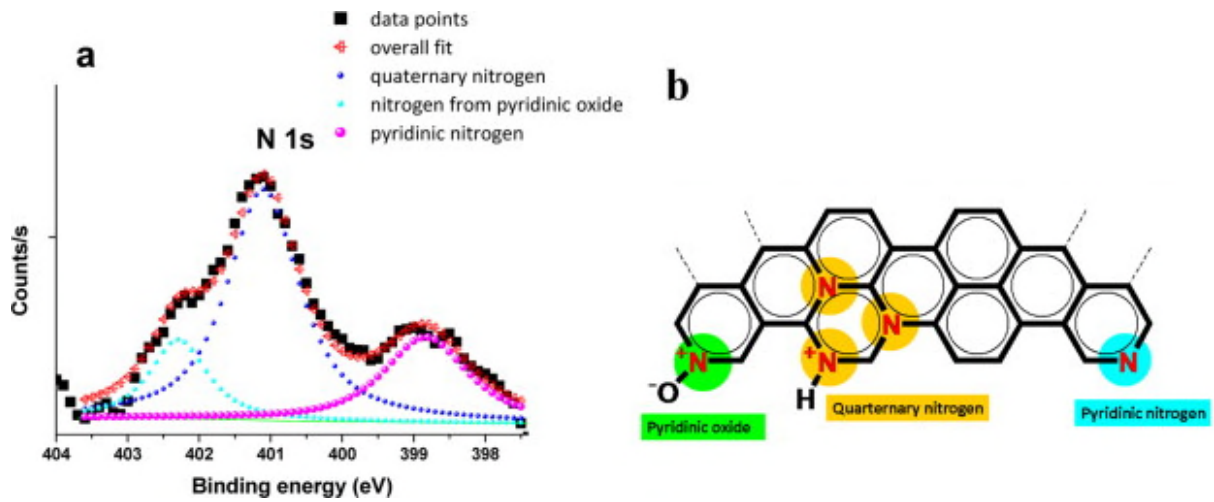 a
data points
overall fit
quaternary nitrogen
nitrogen from pyridinic oxide
pyridinic nitrogen
N 1s
Counts/s
404 403 402 401 400 399 398
Binding energy (eV)
b
N
N
+
N
-O
+
N
H
N
Pyridinic oxide
Quarternary nitrogen
Pyridinic nitrogen